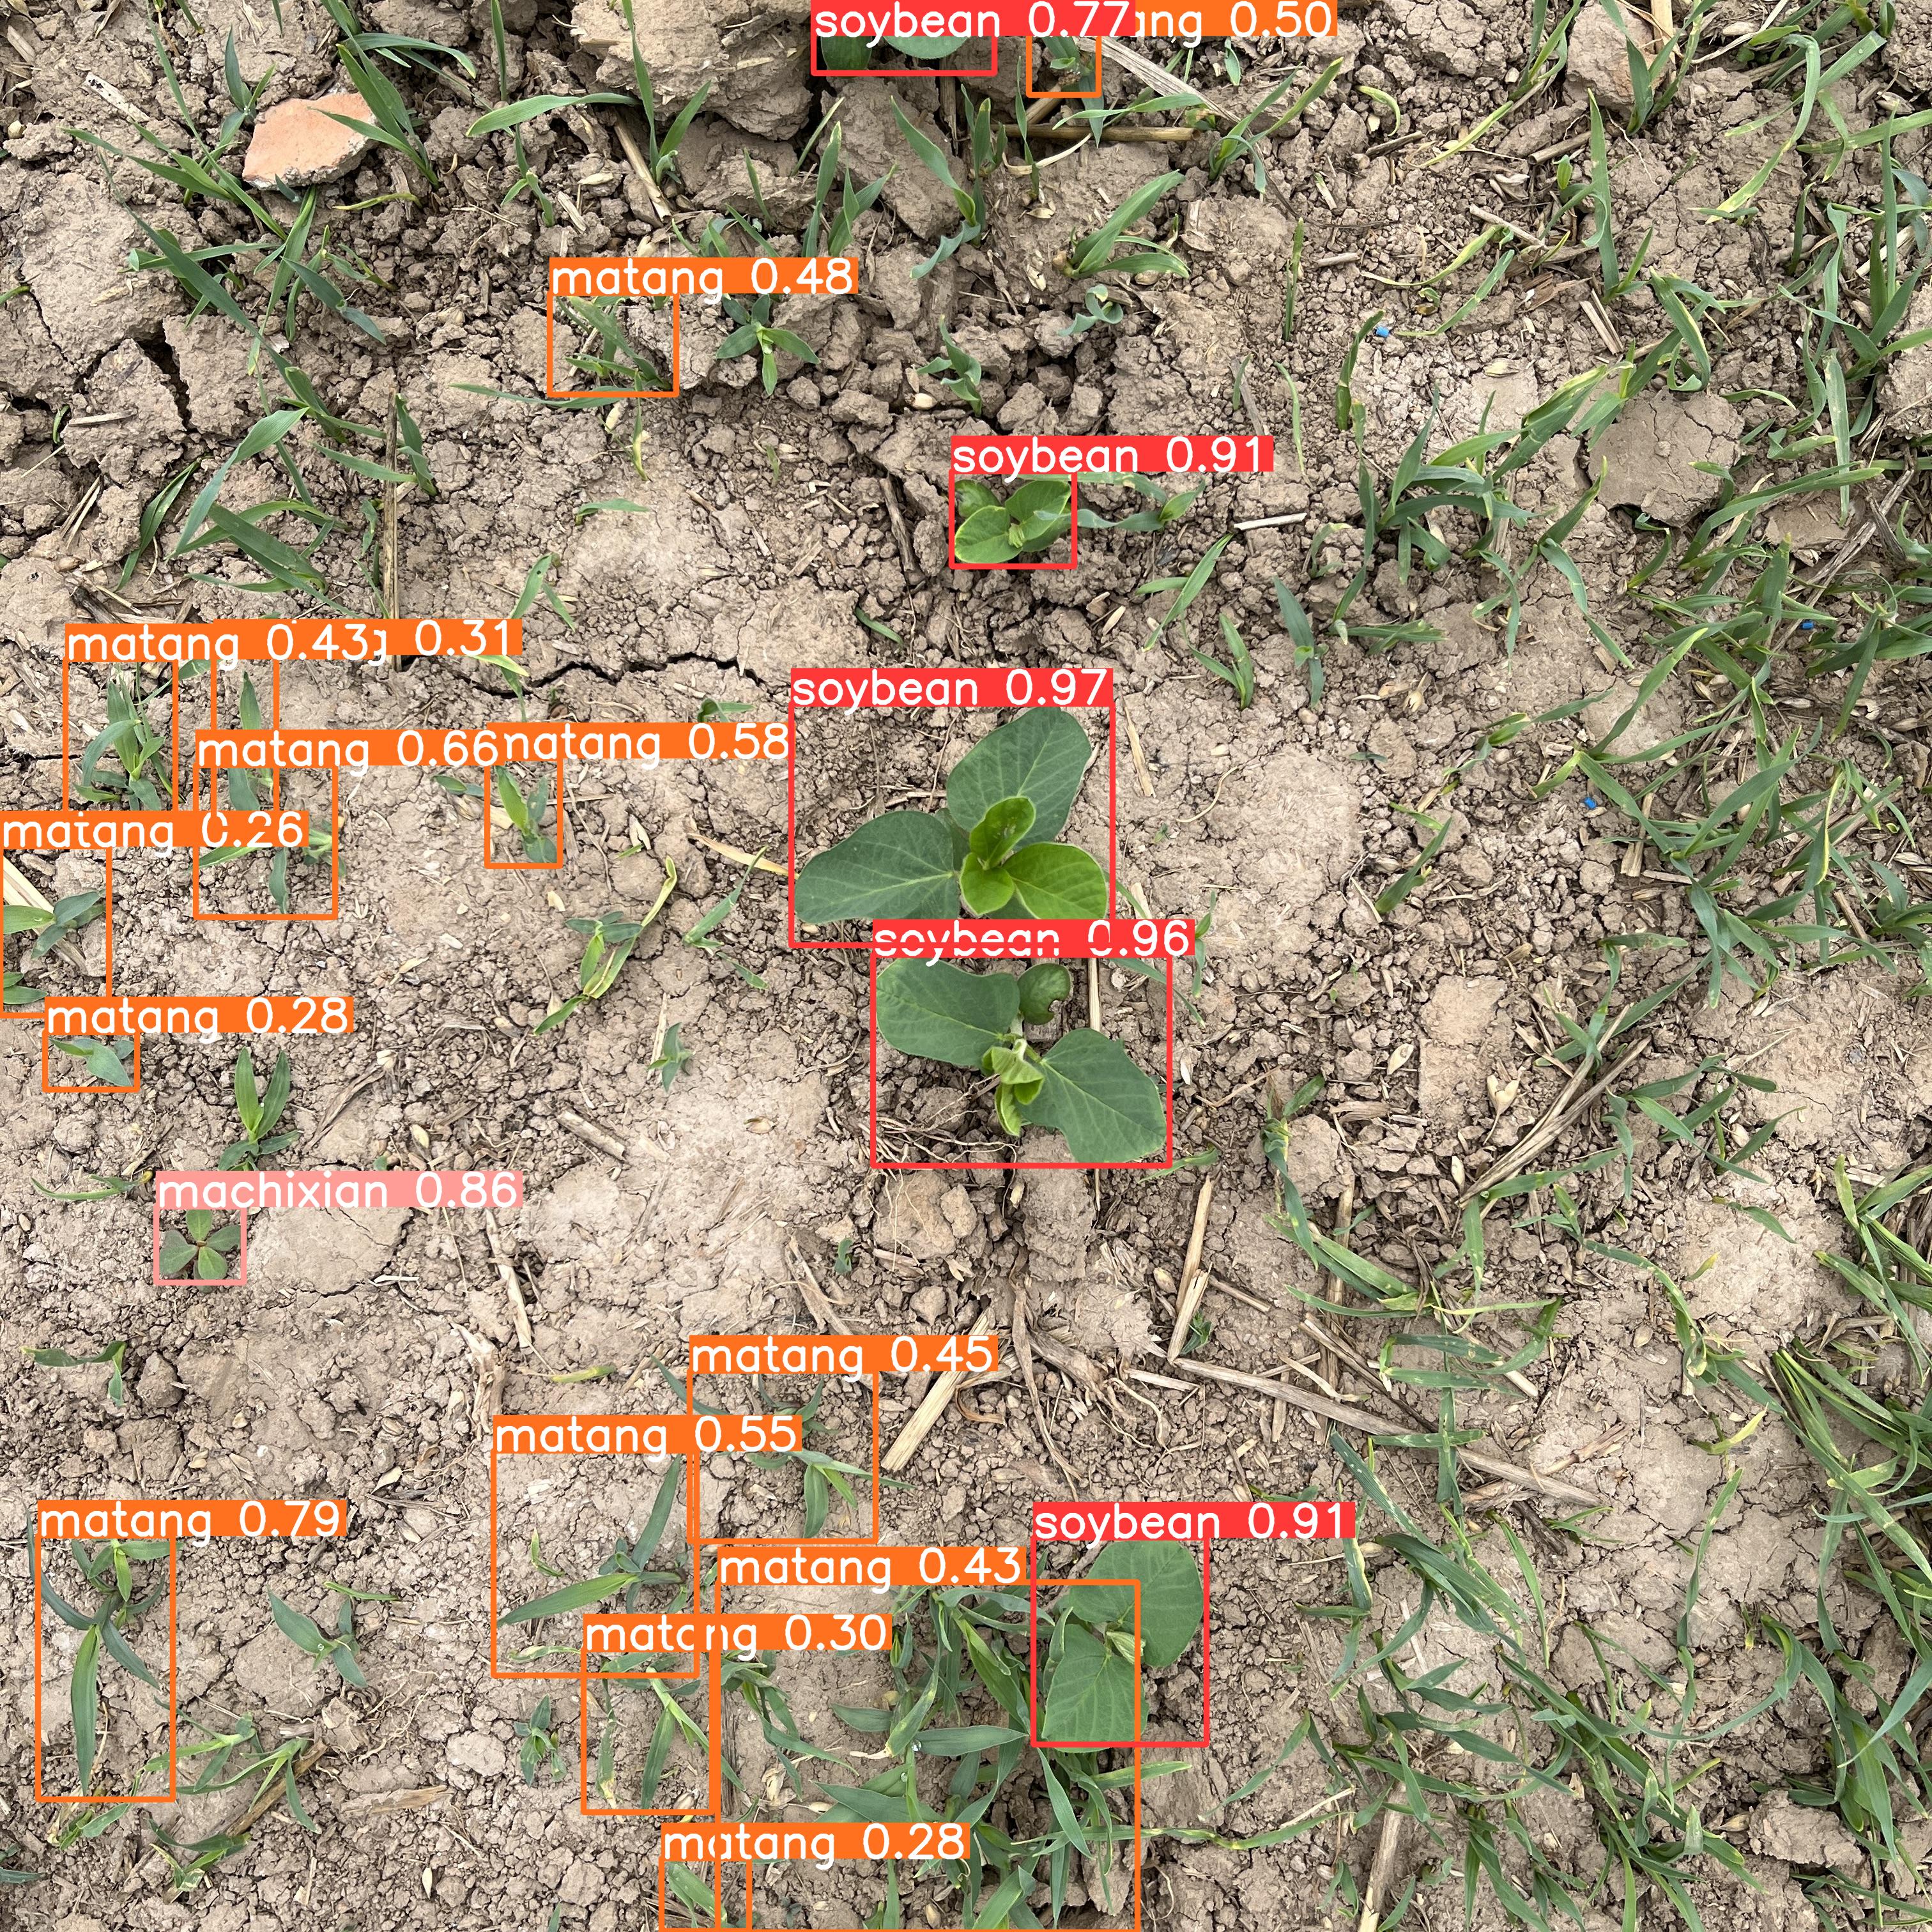 soybean 0.77
ang 0.50
matang 0.48
soybean 0.91
matang 0.43
g 0.31
soybean 0.97
matang 0.66
natang 0.58
matang 0.26
soybean 0.96
matang 0.28
machixian 0.86
matang 0.45
matang 0.55
matang 0.79
soybean 0.91
matang 0.43
matang 0.30
matang 0.28